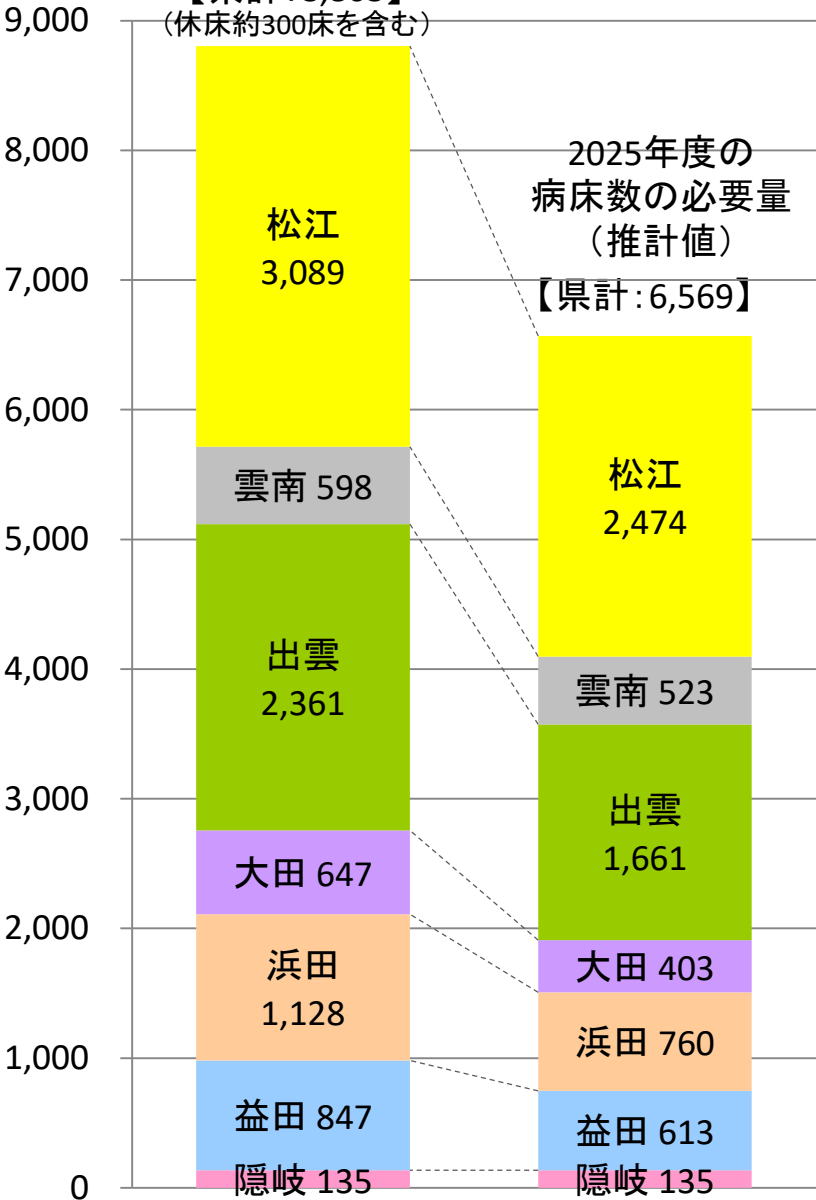 9,000
8,000
7,000
6,000
5,000
4,000
3,000
2,000
1,000
0
（休床約300床を含む）
松江
3,089
雲南 598
出雲
2,361
大田 647
浜田
1,128
益田 847
隠岐 135
2025年度の
病床数の必要量
（推計値）
【県計：6,569】
松江
2,474
雲南 523
出雲
1,661
大田 403
浜田 760
益田 613
隠岐 135